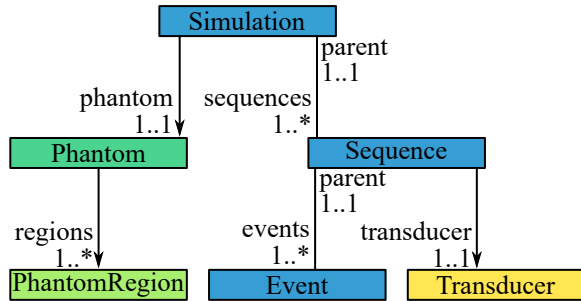 Simulation
parent
1..1
phantom
1..1
sequences
1..*
Phantom
Sequence
parent
1..1
regions
1..*
events
1..*
transducer
1..1
PhantomRegion
Event
Transducer